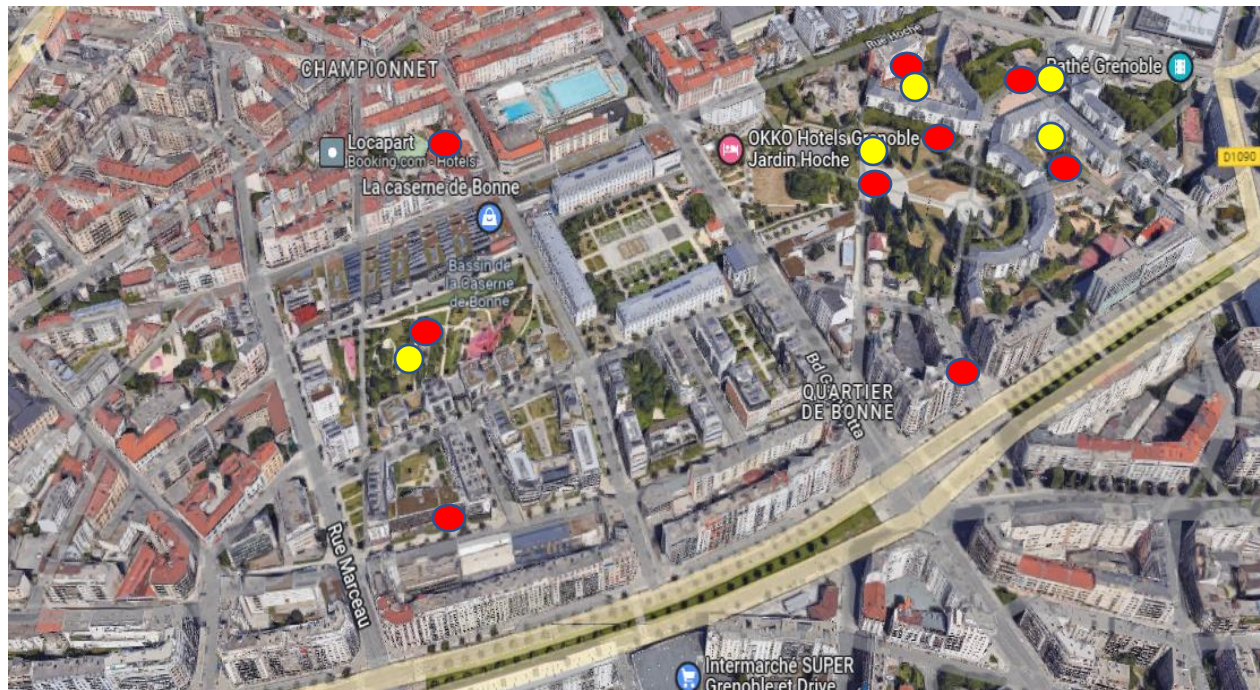 Rue Hoche
CHAMPIONNET
Pathé Grenoble
Locapart
Booking.com - Hotels
OKKO Hotels Grenoble
Jardin Hoche
D1090
La caserne de Bonne
Bassin de
la Caserne
de Bonne
QUARTIER
DE BONNE
Rue Marceau
Intermarché SUPER
Grenoble et Drive